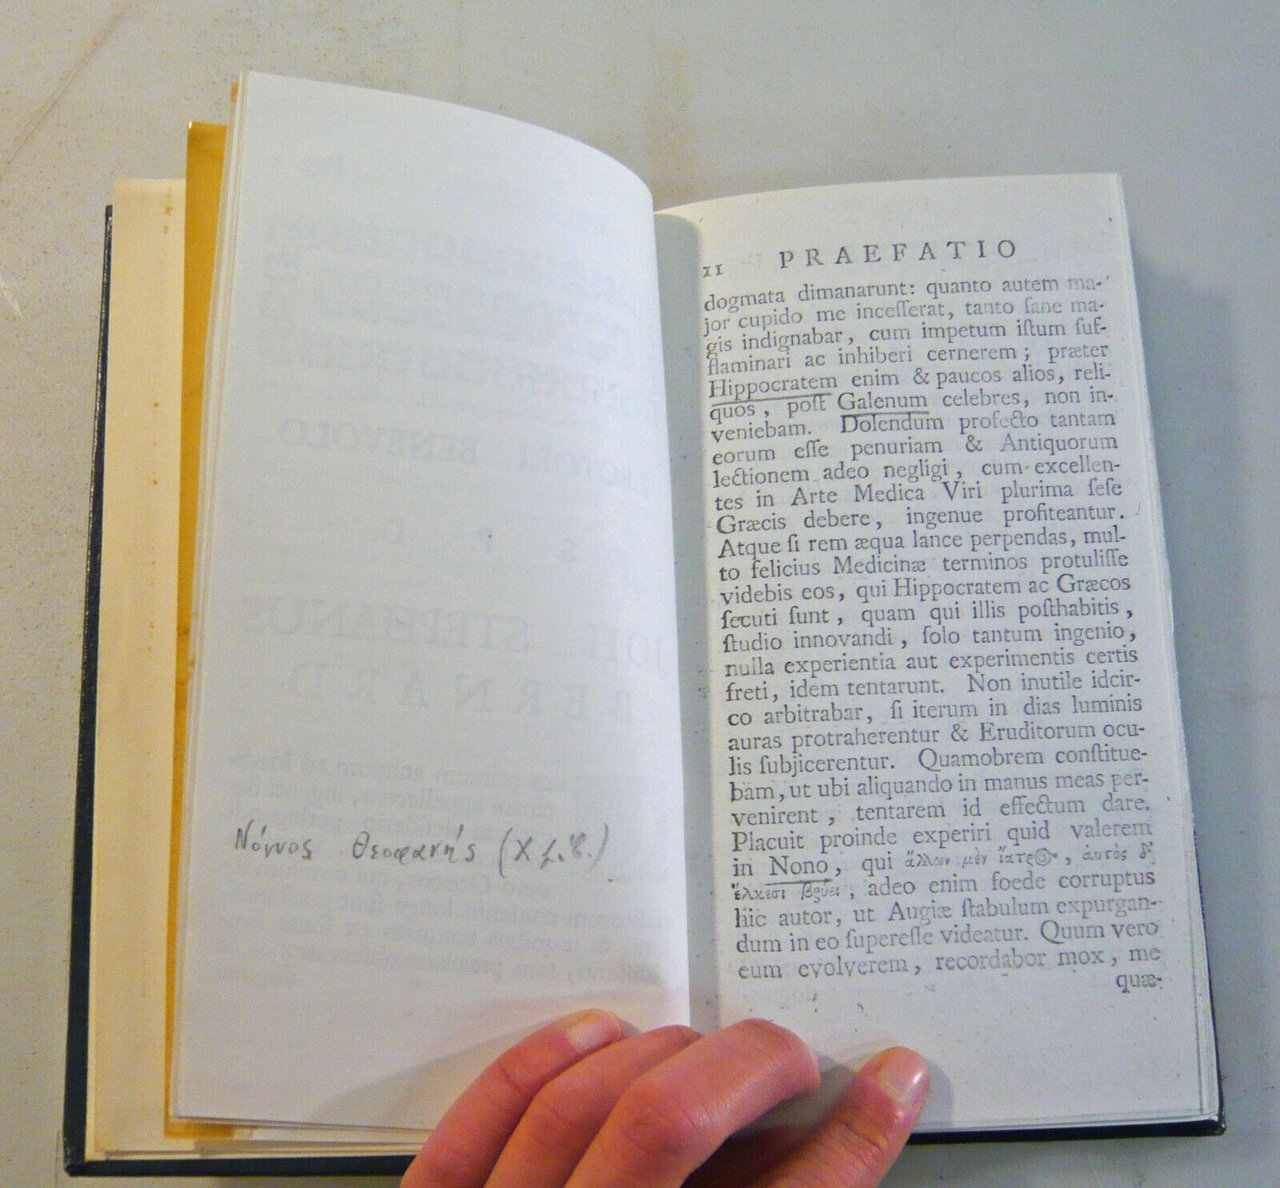 Νόννος Θεοφανής
II PRAEFATIO
dogmata dimanarunt: quanto autem ma-
jor cupido me incesserat, tanto sane ma-
gis indignabar, cum impetum iſtum ſuf-
flaminari ac inhiberi cernerem; præter
Hippocratem enim & paucos alios, reli-
quos, poſt Galenum celebres, non in-
veniebam. Dolendum profecto tantam
eorum eſſe penuriam & Antiquorum
lectionem adeo negligi, cum excellen-
tes in Arte Medica Viri plurima ſeſe
Græcis debere, ingenue profiteantur.
Atque ſi rem æqua lance perpendas, mul-
to felicius Medicinæ terminos protuliſſe
videbis eos, qui Hippocratem ac Græcos
ſecuti ſunt, quam qui illis poſthabitis,
ſtudio innovandi, ſolo tantum ingenio,
nulla experientia aut experimentis certis
freti, idem tentarunt. Non inutile idcir-
co arbitrabar, ſi iterum in dias luminis
auras protraherentur & Eruditorum ocu-
lis ſubjicerentur. Quamobrem conſtitue-
bam, ut ubi aliquando in manus meas per-
venirent, tentarem id effectum dare.
Placuit proinde experiri quid valerem
in Nono, qui ἄλλων μὲν ἰατρὸς, αὐτὸς δ'
ἕλκεσι βρύει, adeo enim foede corruptus
hic autor, ut Augiæ ſtabulum expurgan-
dum in eo ſupereſſe videatur. Quum vero
eum evolverem, recordabor mox, me
quæ-
LECTORI BENEVOLO
S. P. D.
JOH. STEPHANUS
BERNARD.